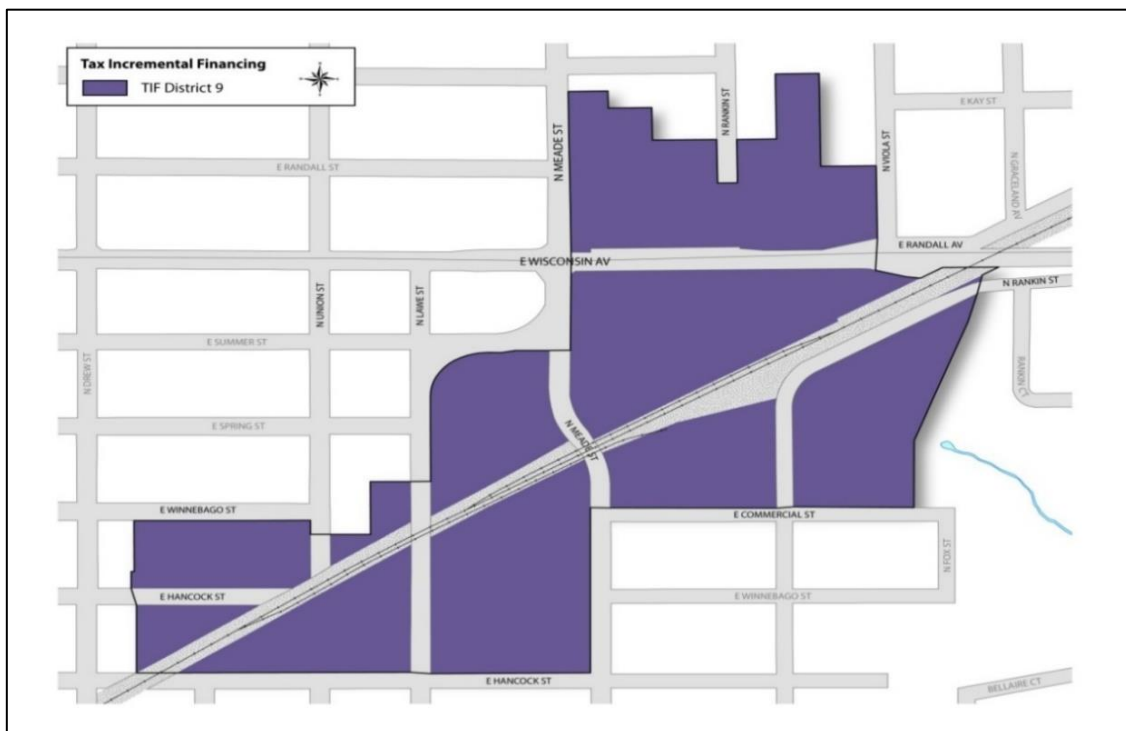 Tax Incremental Financing
TIF District 9
N RANKIN ST
E KAY ST
N MEADE ST
N VIOLA ST
N GRACELAND AV
E RANDALL ST
E RANDALL AV
E WISCONSIN AV
N RANKIN ST
N UNION ST
N LAWE ST
E SUMMER ST
N DREW ST
RANKIN CT
E SPRING ST
N MEADE ST
E WINNEBAGO ST
E COMMERCIAL ST
N FOX ST
E HANCOCK ST
E WINNEBAGO ST
E HANCOCK ST
BELLAIRE CT